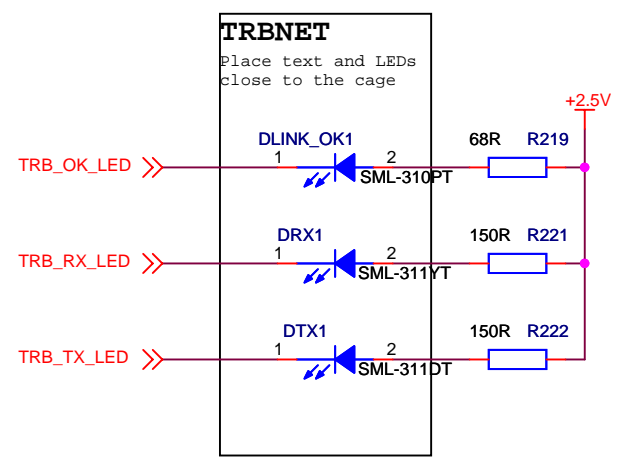 TRBNET
Place text and LEDs
close to the cage
+2.5V
DLINK_OK1
68R R219
TRB_OK_LED
1 2
SML-310PT
DRX1
150R R221
TRB_RX_LED
1 2
SML-311YT
DTX1
150R R222
TRB_TX_LED
1 2
SML-311DT